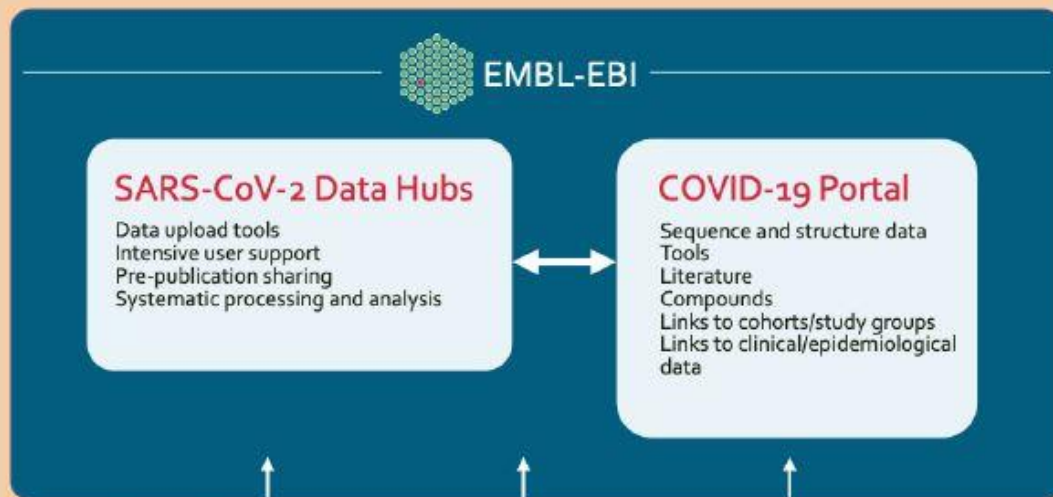 EMBL-EBI
SARS-CoV-2 Data Hubs
Data upload tools
Intensive user support
Pre-publication sharing
Systematic processing and analysis
COVID-19 Portal
Sequence and structure data
Tools
Literature
Compounds
Links to cohorts/study groups
Links to clinical/epidemiological
data